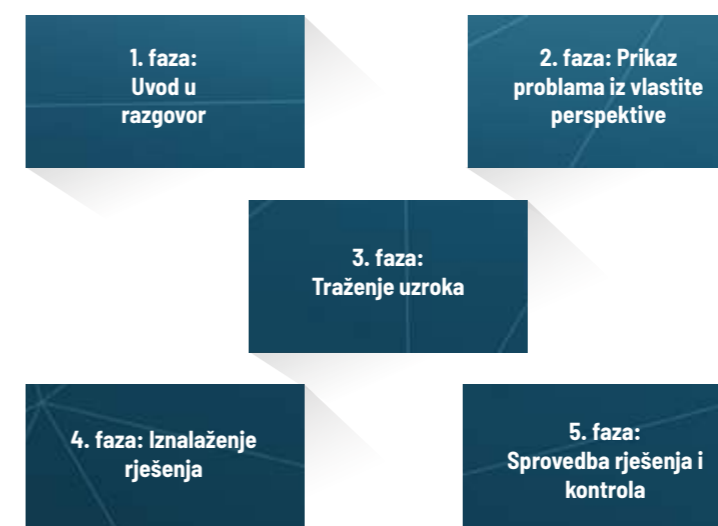 1. faza:
Uvod u
razgovor
2. faza: Prikaz
problama iz vlastite
perspektive
3. faza:
Traženje uzroka
4. faza: Iznalaženje
rješenja
5. faza:
Sprovedba rješenja i
kontrola